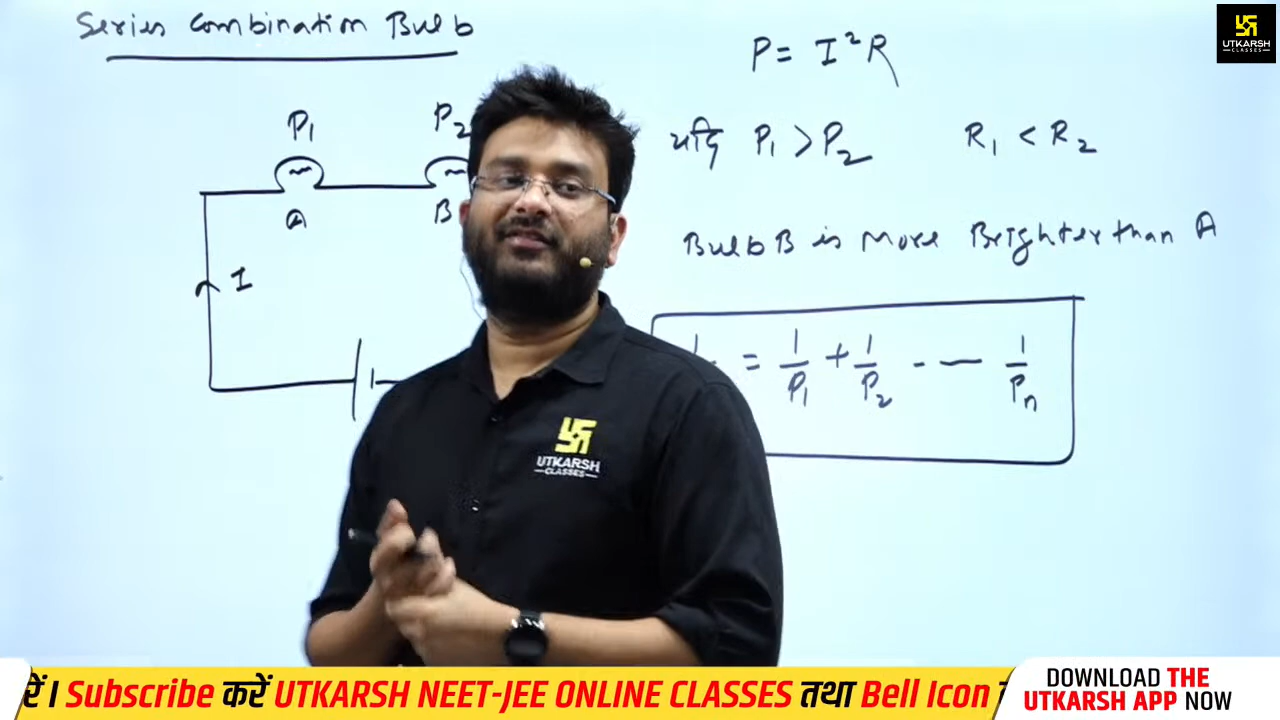 Series Combination Bulb
P = I²R
UTKARSH
CLASSES
P₁
P₂
यदि P₁ > P₂
R₁ < R₂
A
B
Bulb B is More Brighter than A
I
= 1/P₁ + 1/P₂ - — 1/Pₙ
UTKARSH
CLASSES
रें I Subscribe करें UTKARSH NEET-JEE ONLINE CLASSES तथा Bell Icon
DOWNLOAD THE
UTKARSH APP NOW